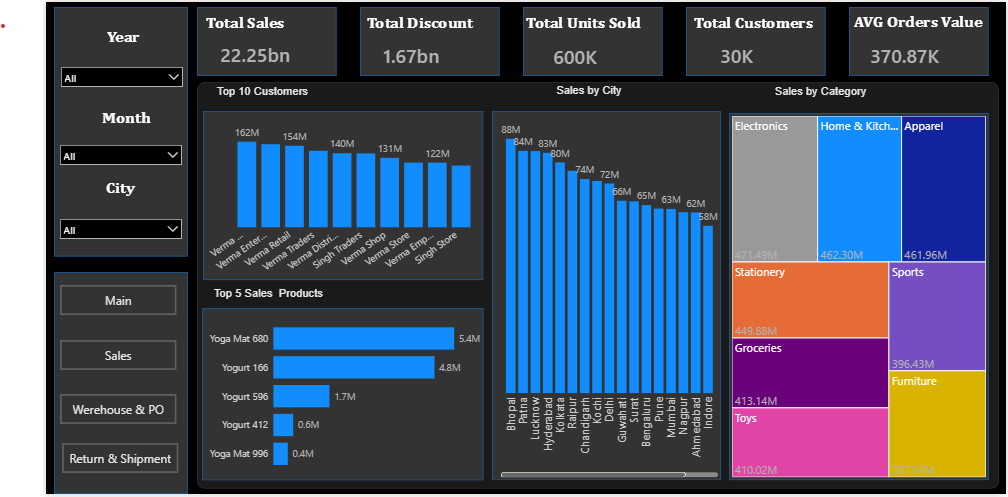 Year
All
Month
All
City
All
Main
Sales
Werehouse & PO
Return & Shipment
Total Sales
22.25bn
Total Discount
1.67bn
Total Units Sold
600K
Total Customers
30K
AVG Orders Value
370.87K
Top 10 Customers
162M
154M
140M
131M
122M
Verma ...
Verma Enter...
Verma Retail
Verma Traders
Verma Distri...
Singh Traders
Verma Shop
Verma Store
Verma Emp...
Singh Store
Top 5 Sales Products
Yoga Mat 680
5.4M
Yogurt 166
4.8M
Yogurt 596
1.7M
Yogurt 412
0.6M
Yoga Mat 996
0.4M
Sales by City
88M
84M
83M
80M
74M
72M
66M
65M
63M
62M
58M
Bhopal
Patna
Lucknow
Hyderabad
Kolkata
Raipur
Chandigarh
Kochi
Delhi
Guwahati
Surat
Bengaluru
Pune
Mumbai
Nagpur
Ahmedabad
Indore
Sales by Category
Electronics
471.49M
Home & Kitch...
462.30M
Apparel
461.96M
Stationery
449.88M
Sports
396.43M
Groceries
413.14M
Furniture
387.64M
Toys
410.02M